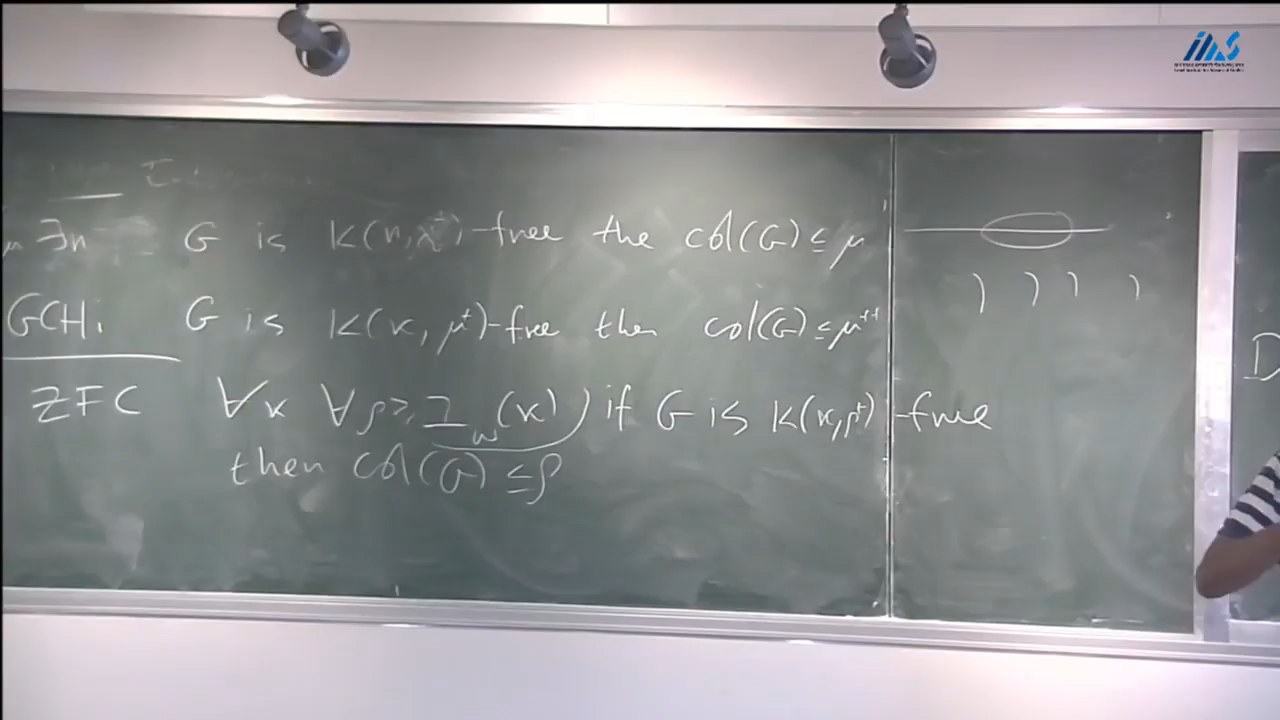 μ ∃n G is K(n, )-free the col(G) ≤ μ
GCH: G is K(κ, μ⁺)-free then col(G) ≤ μ⁺⁺
ZFC ∀κ ∀ρ ≥ ℶ_ω(κ) if G is K(κ, ρ⁺)-free
then col(G) ≤ ρ
D